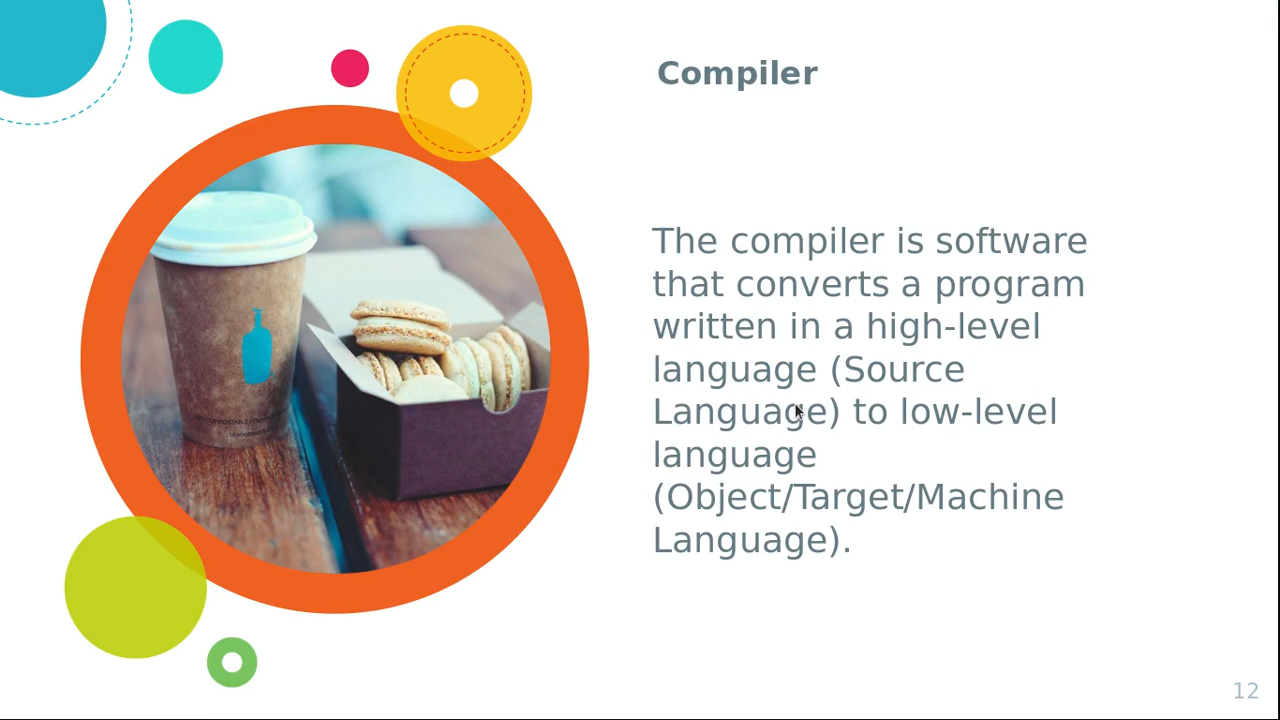 Compiler
The compiler is software
that converts a program
written in a high-level
language (Source
Language) to low-level
language
(Object/Target/Machine
Language).
12